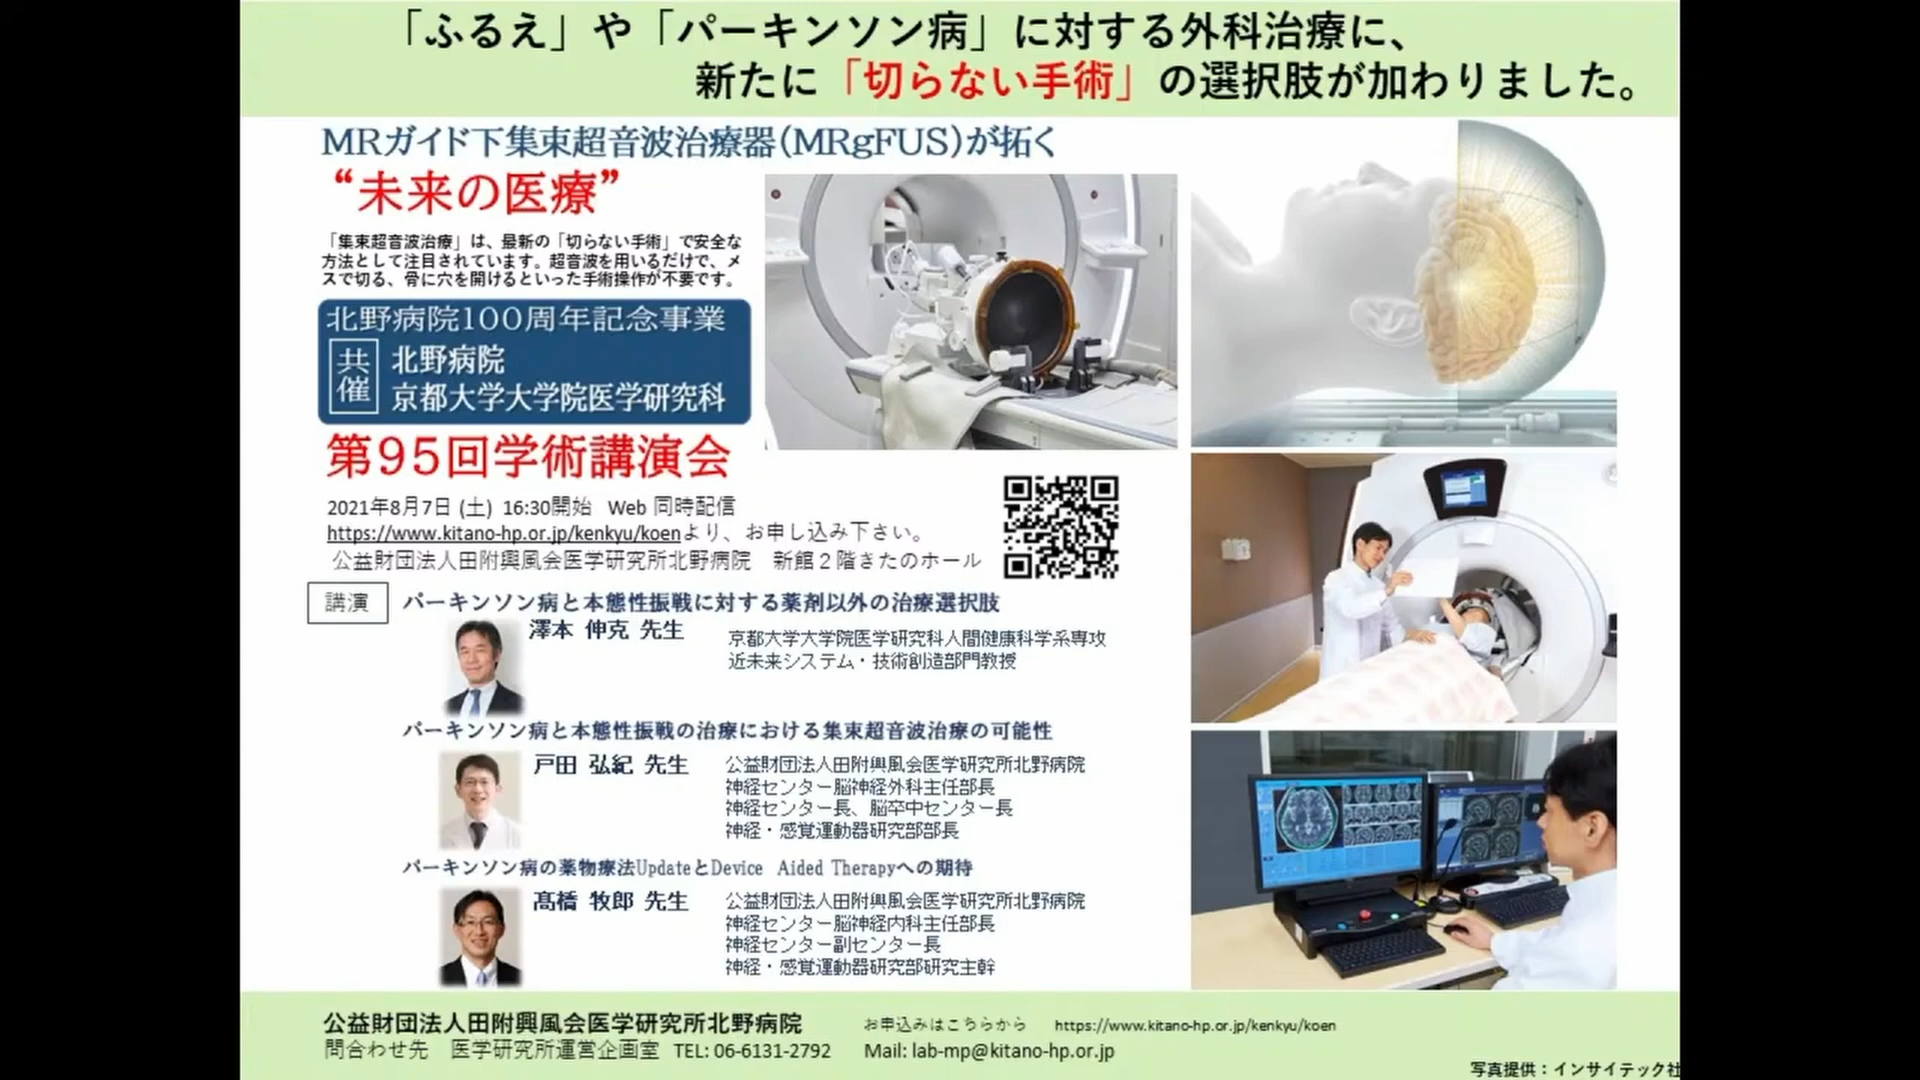 「ふるえ」や「パーキンソン病」に対する外科治療に、
新たに「切らない手術」の選択肢が加わりました。
MRガイド下集束超音波治療器(MRgFUS)が拓く
“未来の医療”
「集束超音波治療」は、最新の「切らない手術」で安全な
方法として注目されています。超音波を用いるだけで、メ
スで切る、骨に穴を開けるといった手術操作が不要です。
北野病院100周年記念事業
共催
北野病院
京都大学大学院医学研究科
第95回学術講演会
2021年8月7日 (土) 16:30開始 Web 同時配信
https://www.kitano-hp.or.jp/kenkyu/koenより、お申し込み下さい。
公益財団法人田附興風会医学研究所北野病院 新館２階きたのホール
講演
パーキンソン病と本態性振戦に対する薬剤以外の治療選択肢
澤本 伸克 先生
京都大学大学院医学研究科人間健康科学系専攻
近未来システム・技術創造部門教授
パーキンソン病と本態性振戦の治療における集束超音波治療の可能性
戸田 弘紀 先生
公益財団法人田附興風会医学研究所北野病院
神経センター脳神経外科主任部長
神経センター長、脳卒中センター長
神経・感覚運動器研究部部長
パーキンソン病の薬物療法UpdateとDevice Aided Therapyへの期待
髙橋 牧郎 先生
公益財団法人田附興風会医学研究所北野病院
神経センター脳神経内科主任部長
神経センター副センター長
神経・感覚運動器研究部研究主幹
公益財団法人田附興風会医学研究所北野病院
問合わせ先 医学研究所運営企画室 TEL: 06-6131-2792
お申込みはこちらから https://www.kitano-hp.or.jp/kenkyu/koen
Mail: lab-mp@kitano-hp.or.jp
写真提供：インサイテック社